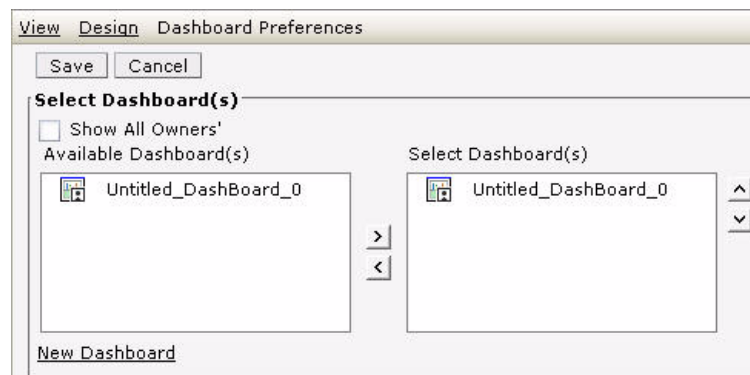 View Design Dashboard Preferences
Save Cancel
Select Dashboard(s)
Show All Owners'
Available Dashboard(s) Select Dashboard(s)
Untitled_DashBoard_0 Untitled_DashBoard_0
>
<
New Dashboard